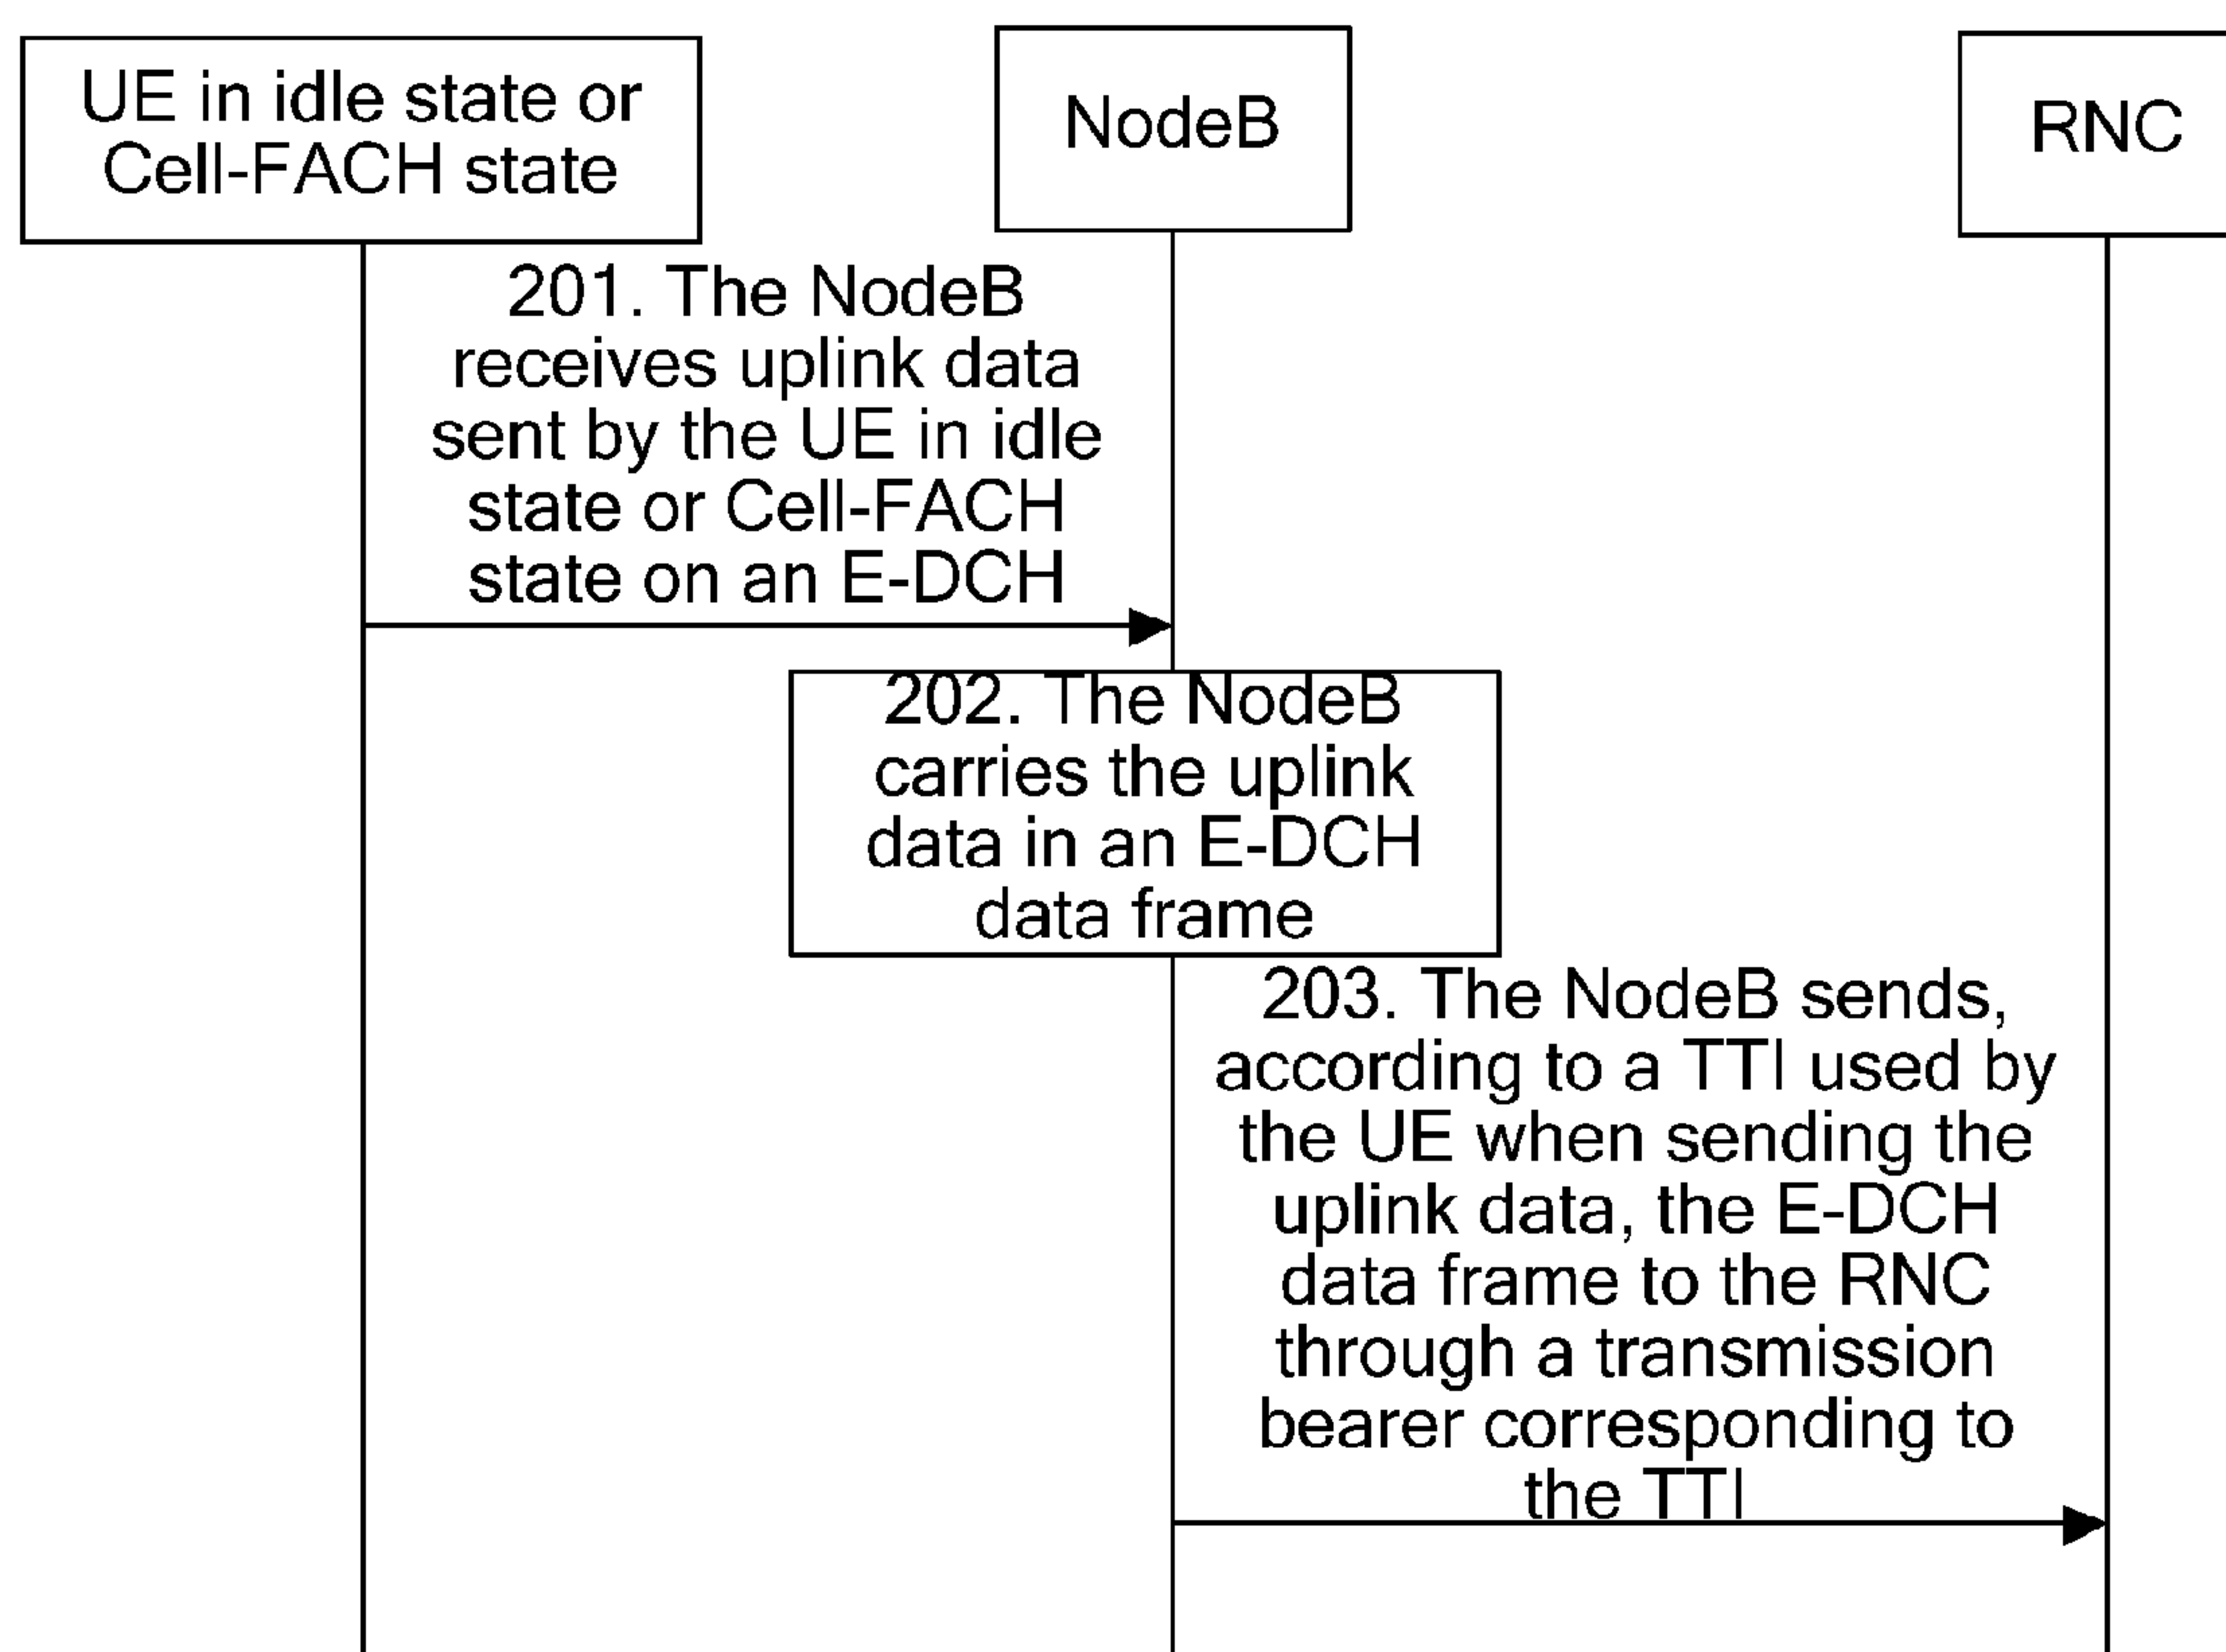 UE in idle state or
Cell-FACH state
NodeB
RNC
201. The NodeB
receives uplink data
sent by the UE in idle
state or Cell-FACH
state on an E-DCH
202. The NodeB
carries the uplink
data in an E-DCH
data frame
203. The NodeB sends,
according to a TTI used by
the UE when sending the
uplink data, the E-DCH
data frame to the RNC
through a transmission
bearer corresponding to
the TTI